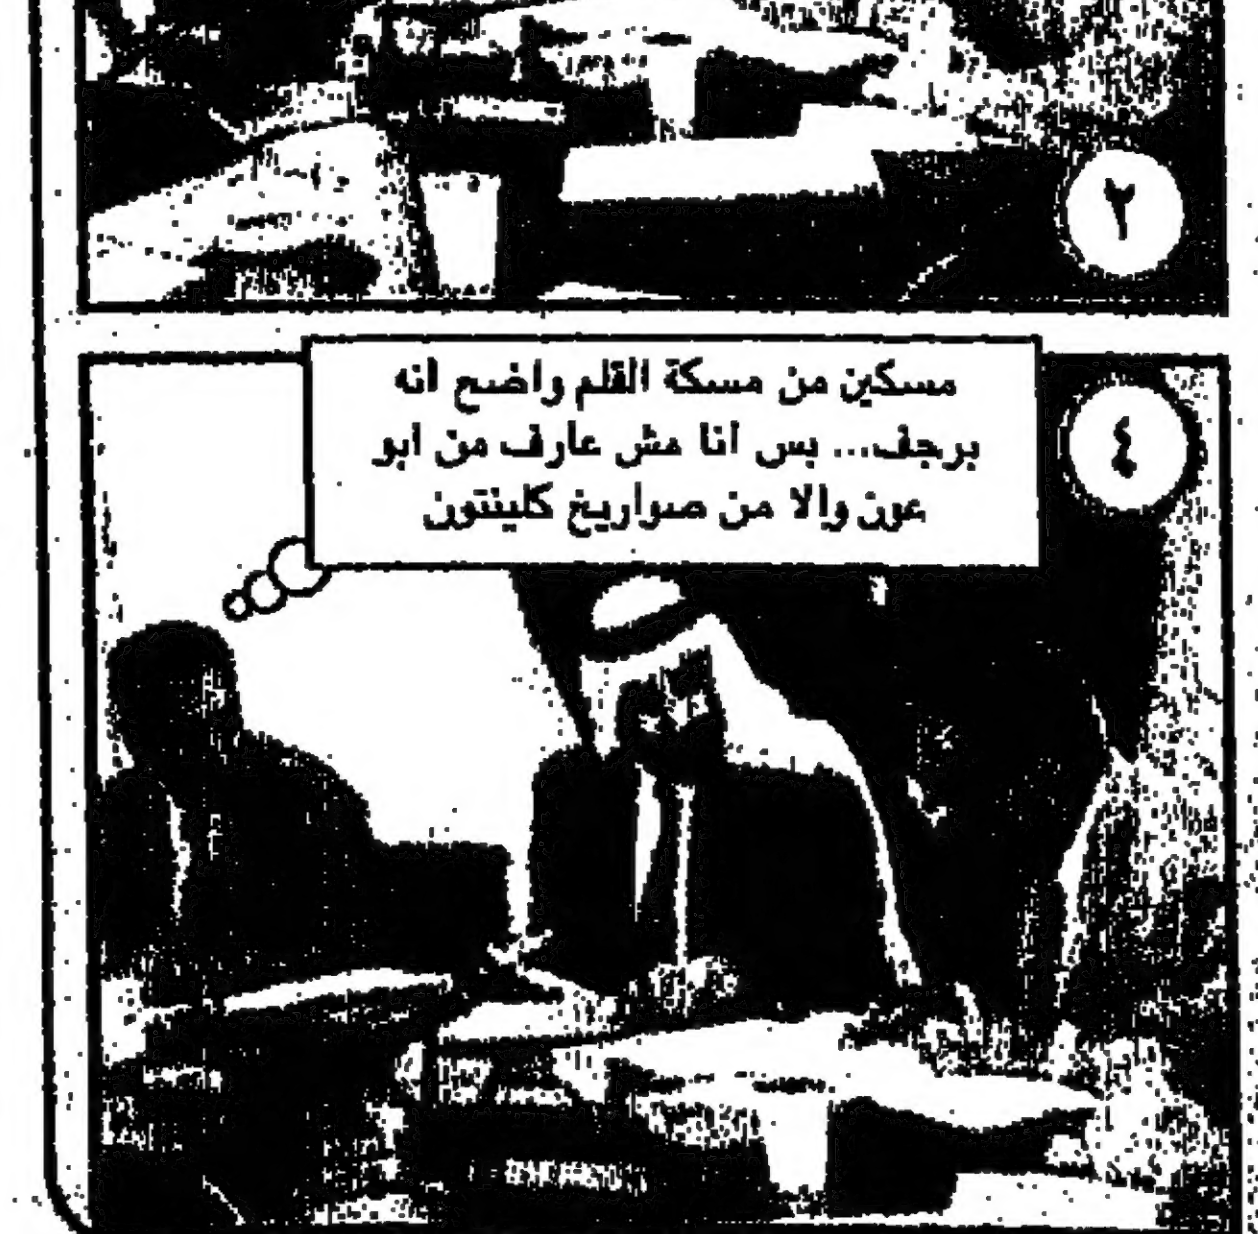 ٢
٤
مسكين من مسكة القلم واضح انه
برجف... بس انا مش عارف من ابو
عون والا من صواريخ كلينتون